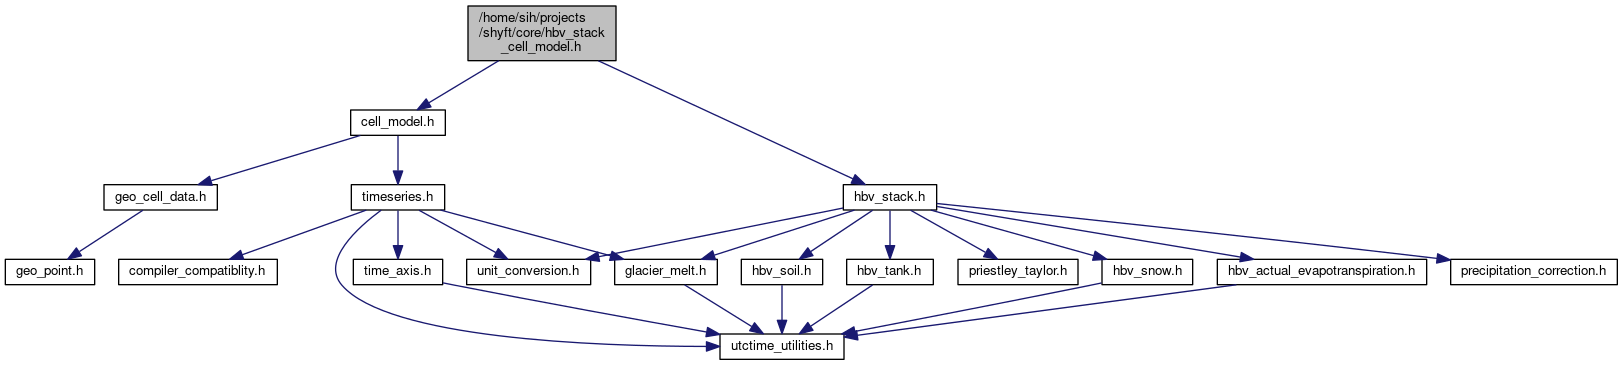 /home/sih/projects
/shyft/core/hbv_stack
_cell_model.h
cell_model.h
geo_cell_data.h
timeseries.h
hbv_stack.h
geo_point.h
compiler_compatiblity.h
time_axis.h
unit_conversion.h
glacier_melt.h
hbv_soil.h
hbv_tank.h
priestley_taylor.h
hbv_snow.h
hbv_actual_evapotranspiration.h
precipitation_correction.h
utctime_utilities.h